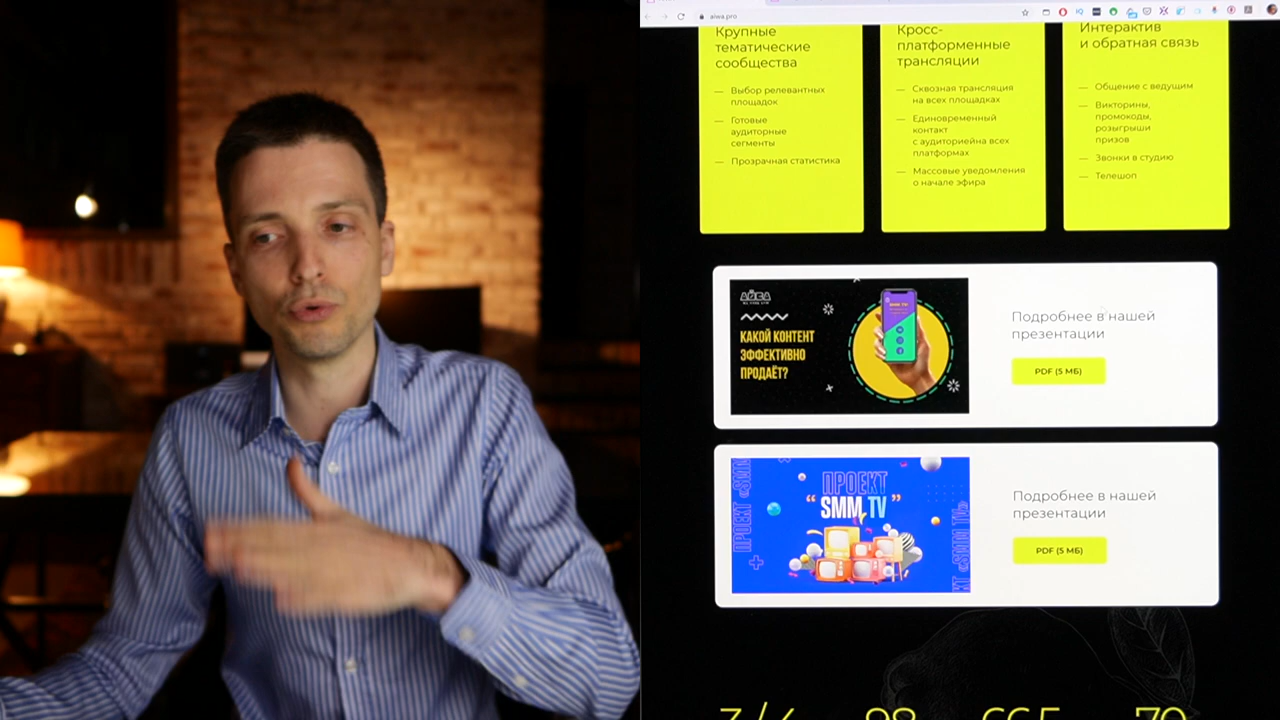 aiwa.pro
Крупные
тематические
сообщества
— Выбор релевантных
площадок
— Готовые
аудиторные
сегменты
— Прозрачная статистика
Кросс-
платформенные
трансляции
— Сквозная трансляция
на всех площадках
— Единовременный
контакт
с аудиториейна всех
платформах
— Массовые уведомления
о начале эфира
Интерактив
и обратная связь
— Общение с ведущим
— Викторины,
промокоды,
розыгрыши
призов
— Звонки в студию
— Телешоп
АЙВА
КАКОЙ КОНТЕНТ
ЭФФЕКТИВНО
ПРОДАЁТ?
Подробнее в нашей
презентации
PDF (5 МБ)
ПРОЕКТ
“ SMM TV ”
Подробнее в нашей
презентации
PDF (5 МБ)